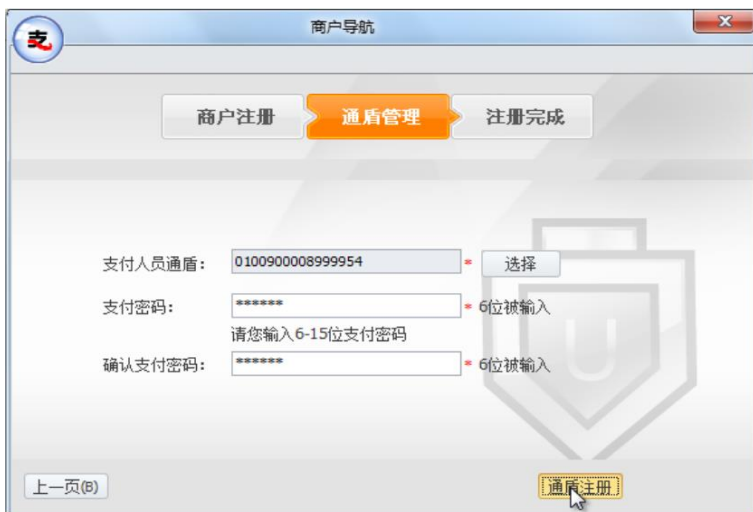 支
商户导航
商户注册 通盾管理 注册完成
支付人员通盾： 0100900008999954 * 选择
支付密码： ****** * 6位被输入
请您输入6-15位支付密码
确认支付密码： ****** * 6位被输入
U
上一页(B) 通盾注册